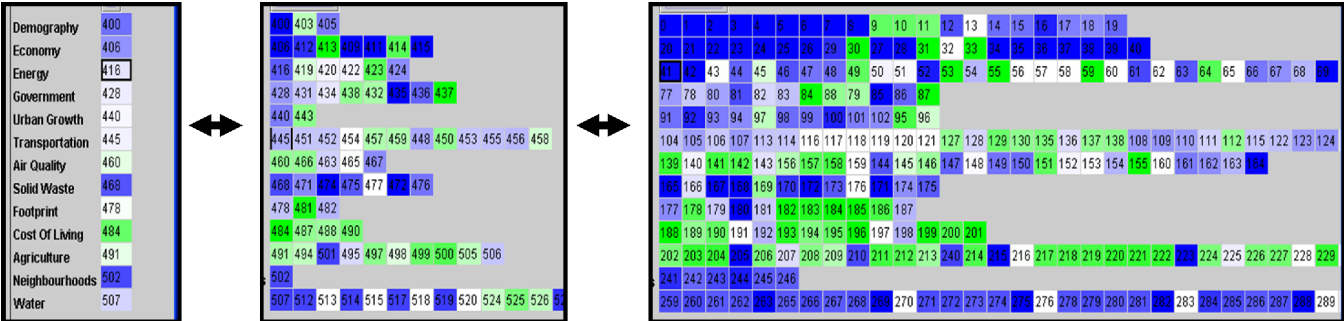 Demography 400
Economy 406
Energy 416
Government 428
Urban Growth 440
Transportation 445
Air Quality 460
Solid Waste 468
Footprint 478
Cost Of Living 484
Agriculture 491
Neighbourhoods 502
Water 507
400 403 405
406 412 413 409 411 414 415
416 419 420 422 423 424
428 431 434 438 432 435 436 437
440 443
445 451 452 454 457 459 448 450 453 455 456 458
460 466 463 465 467
468 471 474 475 477 472 476
478 481 482
484 487 488 490
491 494 501 495 497 498 499 500 505 506
502
507 512 513 514 515 517 518 519 520 524 525 526
0 1 2 3 4 5 6 7 8 9 10 11 12 13 14 15 16 17 18 19
20 21 22 23 24 25 26 29 30 27 28 31 32 33 34 35 36 37 38 39 40
41 42 43 44 45 46 47 48 49 50 51 52 53 54 55 56 57 58 59 60 61 62 63 64 65 66 67 68 69
77 78 80 81 82 83 84 88 79 85 86 87
91 92 93 94 97 98 99 100 101 102 95 96
104 105 106 107 113 114 116 117 118 119 120 121 127 128 129 130 135 136 137 138 108 109 110 111 112 115 122 123 124
139 140 141 142 143 156 157 158 159 144 145 146 147 148 149 150 151 152 153 154 155 160 161 162 163 164
165 166 167 168 169 170 172 173 176 171 174 175
177 178 179 180 181 182 183 184 185 186 187
188 189 190 191 192 193 194 195 196 197 198 199 200 201
202 203 204 205 206 207 208 209 210 211 212 213 240 214 215 216 217 218 219 220 221 222 223 224 225 226 227 228 229
241 242 243 244 245 246
259 260 261 262 263 265 266 267 268 269 270 271 272 273 274 275 276 278 279 280 281 282 283 284 285 286 287 288 289